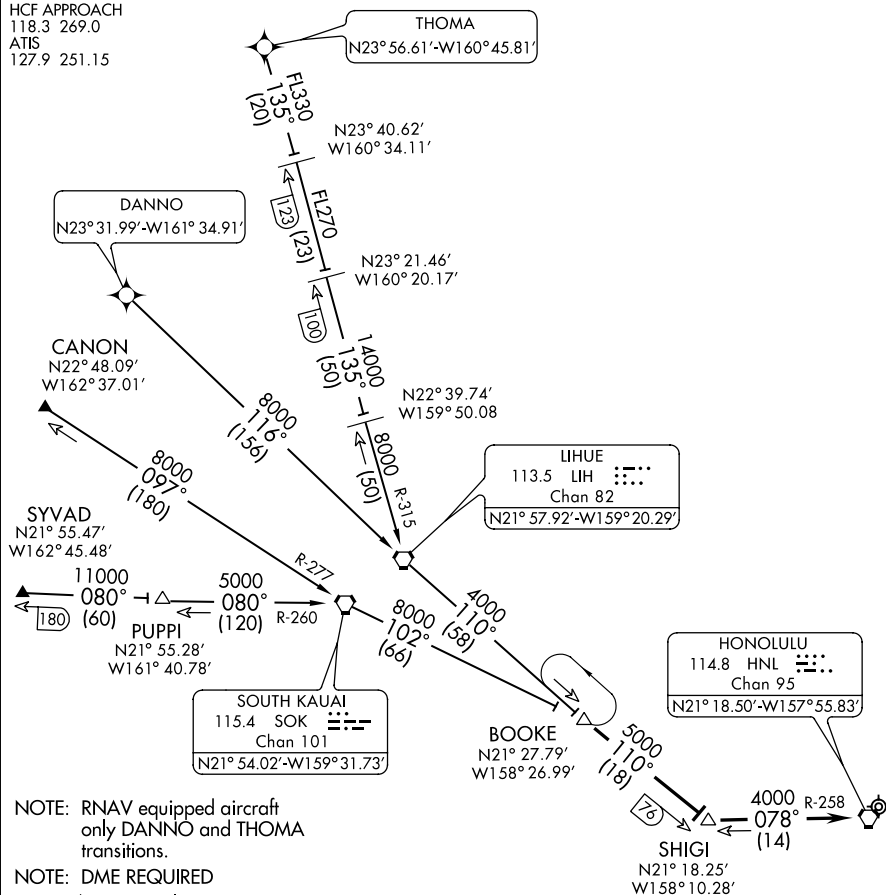 HCF APPROACH
118.3 269.0
ATIS
127.9 251.15
THOMA
N23° 56.61′-W160° 45.81′
FL330
135°
(20)
N23° 40.62′
W160° 34.11′
123
FL270
(23)
DANNO
N23° 31.99′-W161° 34.91′
N23° 21.46′
W160° 20.17′
100
14000
135°
(50)
CANON
N22° 48.09′
W162° 37.01′
8000
116°
(156)
N22° 39.74′
W159° 50.08
8000
(50)
R-315
8000
097°
(180)
R-277
LIHUE
113.5 LIH
Chan 82
N21° 57.92′-W159° 20.29′
SYVAD
N21° 55.47′
W162° 45.48′
11000
080°
(60)
180
5000
080°
(120)
R-260
PUPPI
N21° 55.28′
W161° 40.78′
8000
102°
(66)
4000
110°
(58)
HONOLULU
114.8 HNL
Chan 95
N21° 18.50′-W157° 55.83′
SOUTH KAUAI
115.4 SOK
Chan 101
N21° 54.02′-W159° 31.73′
BOOKE
N21° 27.79′
W158° 26.99′
5000
110°
(18)
76
4000
078°
(14)
R-258
SHIGI
N21° 18.25′
W158° 10.28′
NOTE: RNAV equipped aircraft
only DANNO and THOMA
transitions.
NOTE: DME REQUIRED